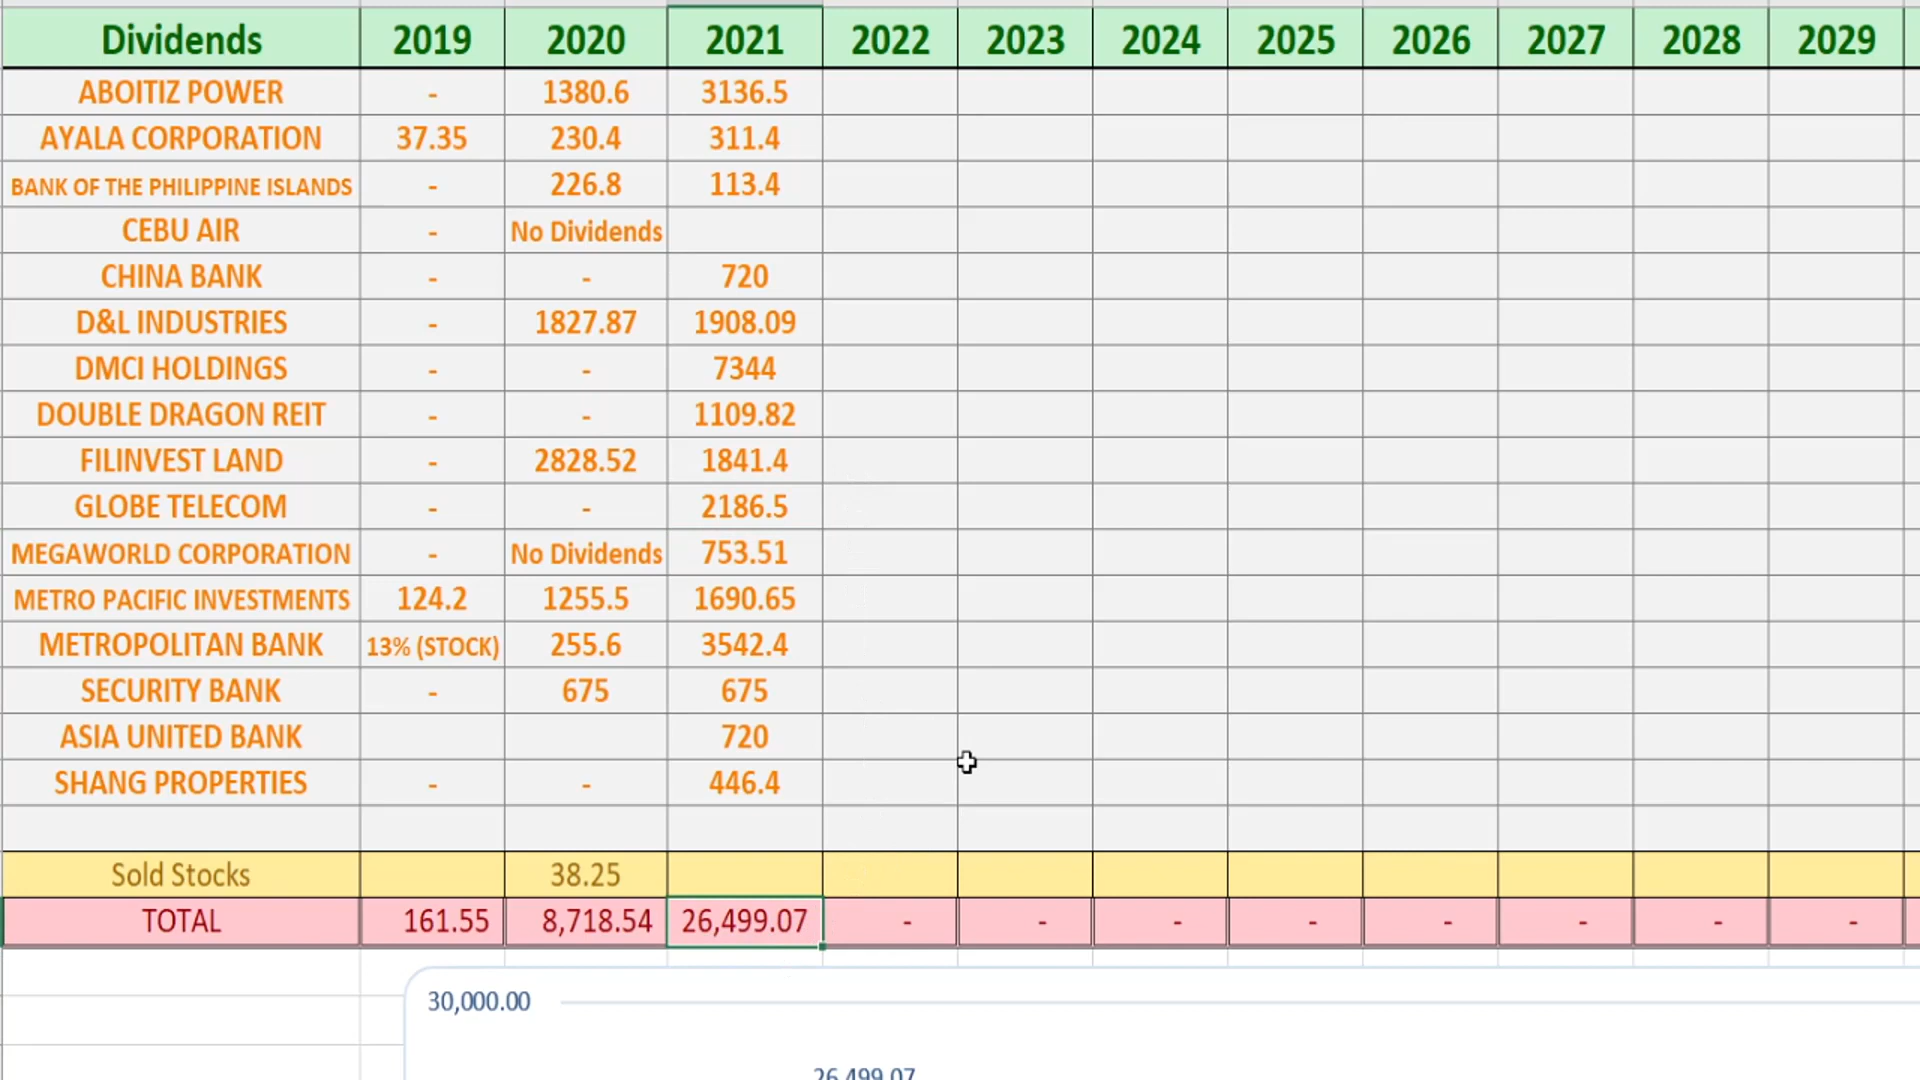 Dividends 2019 2020 2021 2022 2023 2024 2025 2026 2027 2028 2029
ABOITIZ POWER - 1380.6 3136.5
AYALA CORPORATION 37.35 230.4 311.4
BANK OF THE PHILIPPINE ISLANDS - 226.8 113.4
CEBU AIR - No Dividends
CHINA BANK - - 720
D&L INDUSTRIES - 1827.87 1908.09
DMCI HOLDINGS - - 7344
DOUBLE DRAGON REIT - - 1109.82
FILINVEST LAND - 2828.52 1841.4
GLOBE TELECOM - - 2186.5
MEGAWORLD CORPORATION - No Dividends 753.51
METRO PACIFIC INVESTMENTS 124.2 1255.5 1690.65
METROPOLITAN BANK 13% (STOCK) 255.6 3542.4
SECURITY BANK - 675 675
ASIA UNITED BANK 720
SHANG PROPERTIES - - 446.4
Sold Stocks 38.25
TOTAL 161.55 8,718.54 26,499.07 - - - - - - - -
30,000.00
26,499.07